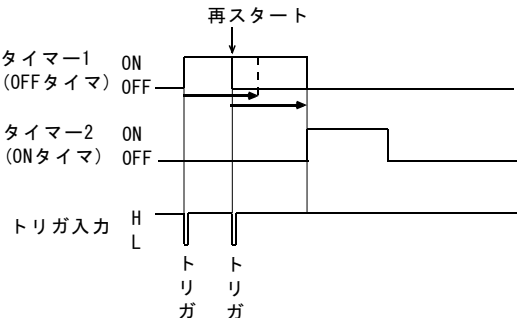 再スタート
タイマー1 ON
(OFFタイマ) OFF
タイマー2 ON
(ONタイマ) OFF
トリガ入力 H
L
トリガ
トリガ